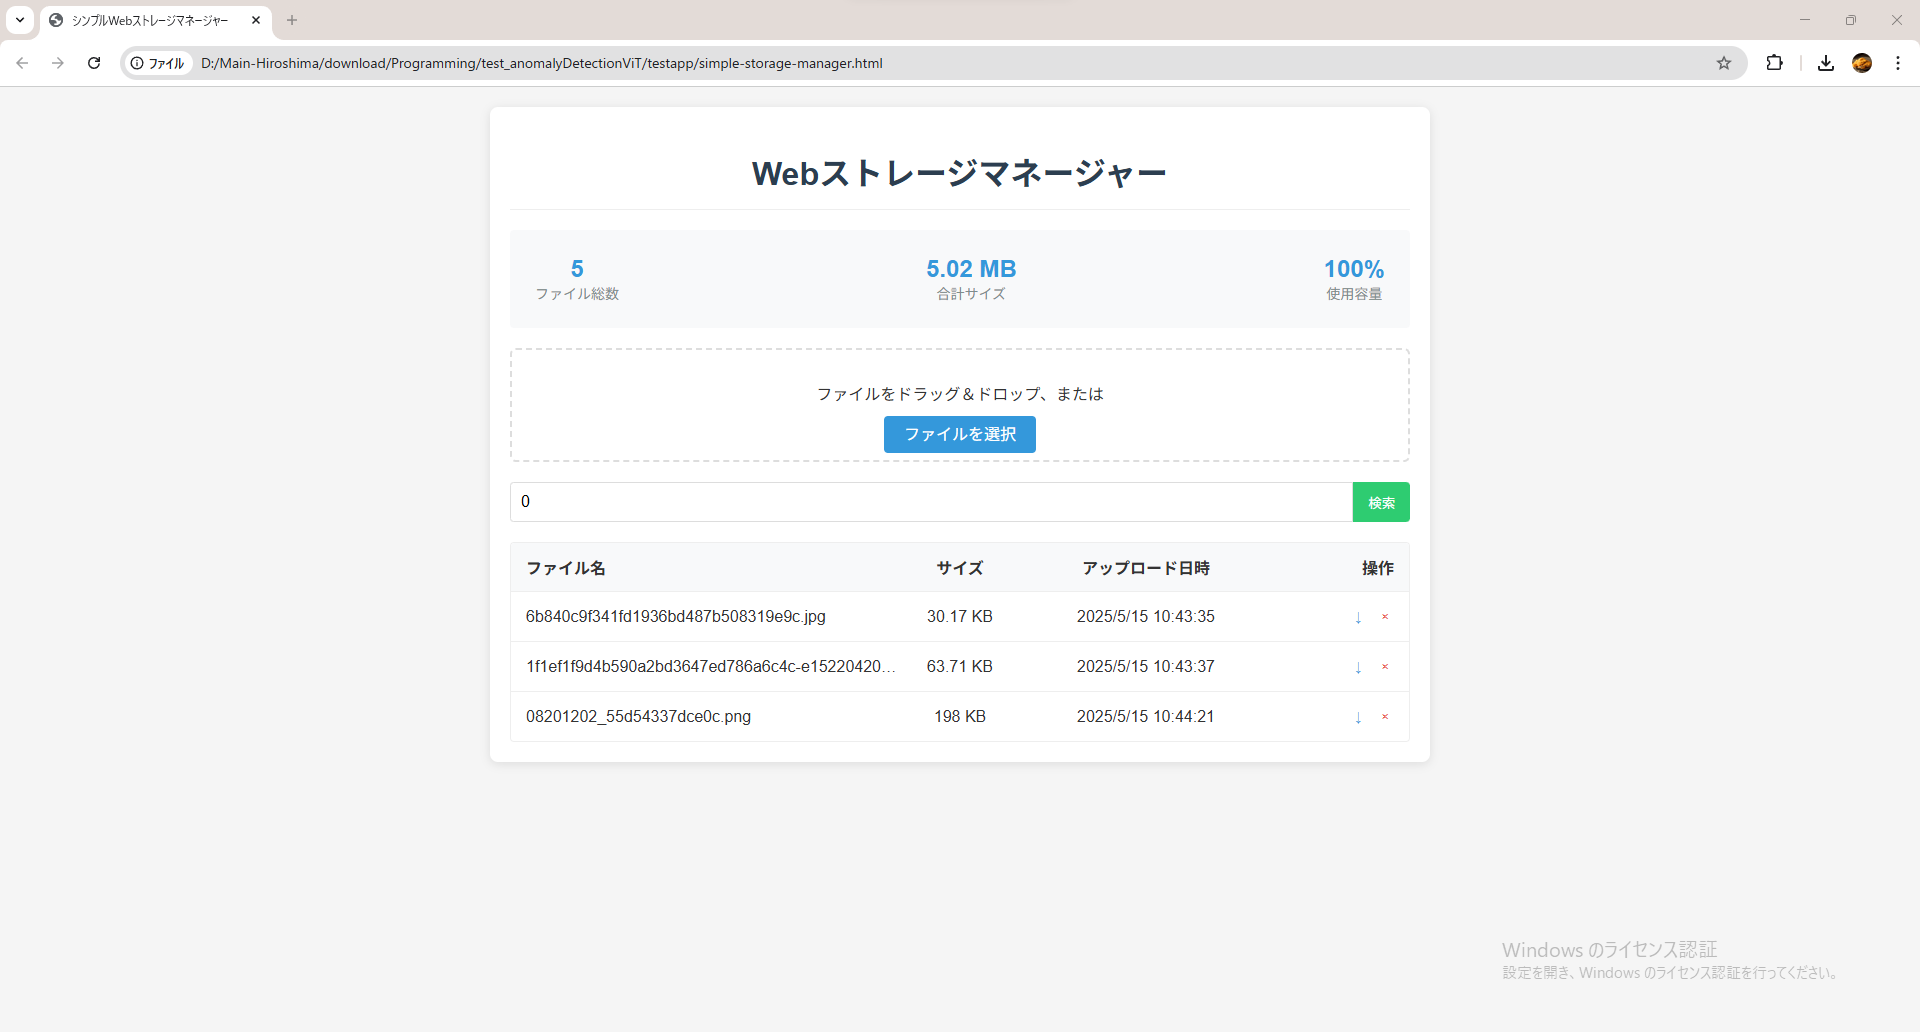 シンプルWebストレージマネージャー
ファイル D:/Main-Hiroshima/download/Programming/test_anomalyDetectionViT/testapp/simple-storage-manager.html
Webストレージマネージャー
5 5.02 MB 100%
ファイル総数 合計サイズ 使用容量
ファイルをドラッグ＆ドロップ、または
ファイルを選択
0 検索
ファイル名 サイズ アップロード日時 操作
6b840c9f341fd1936bd487b508319e9c.jpg 30.17 KB 2025/5/15 10:43:35 ↓ ×
1f1ef1f9d4b590a2bd3647ed786a6c4c-e15220420... 63.71 KB 2025/5/15 10:43:37 ↓ ×
08201202_55d54337dce0c.png 198 KB 2025/5/15 10:44:21 ↓ ×
Windows のライセンス認証
設定を開き、Windows のライセンス認証を行ってください。